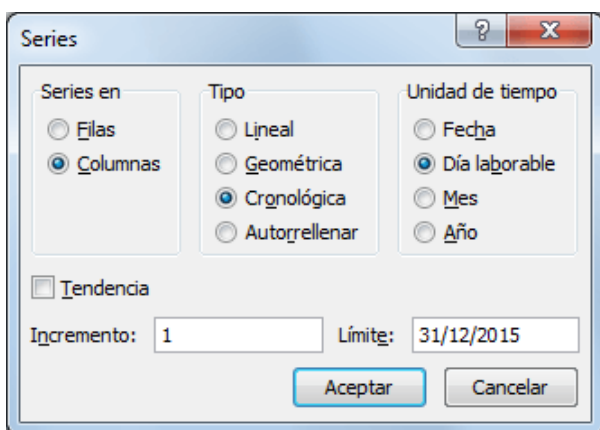 Series
Series en
Filas
Columnas
Tipo
Lineal
Geométrica
Cronológica
Autorrellenar
Unidad de tiempo
Fecha
Día laborable
Mes
Año
Tendencia
Incremento: 1
Límite: 31/12/2015
Aceptar
Cancelar